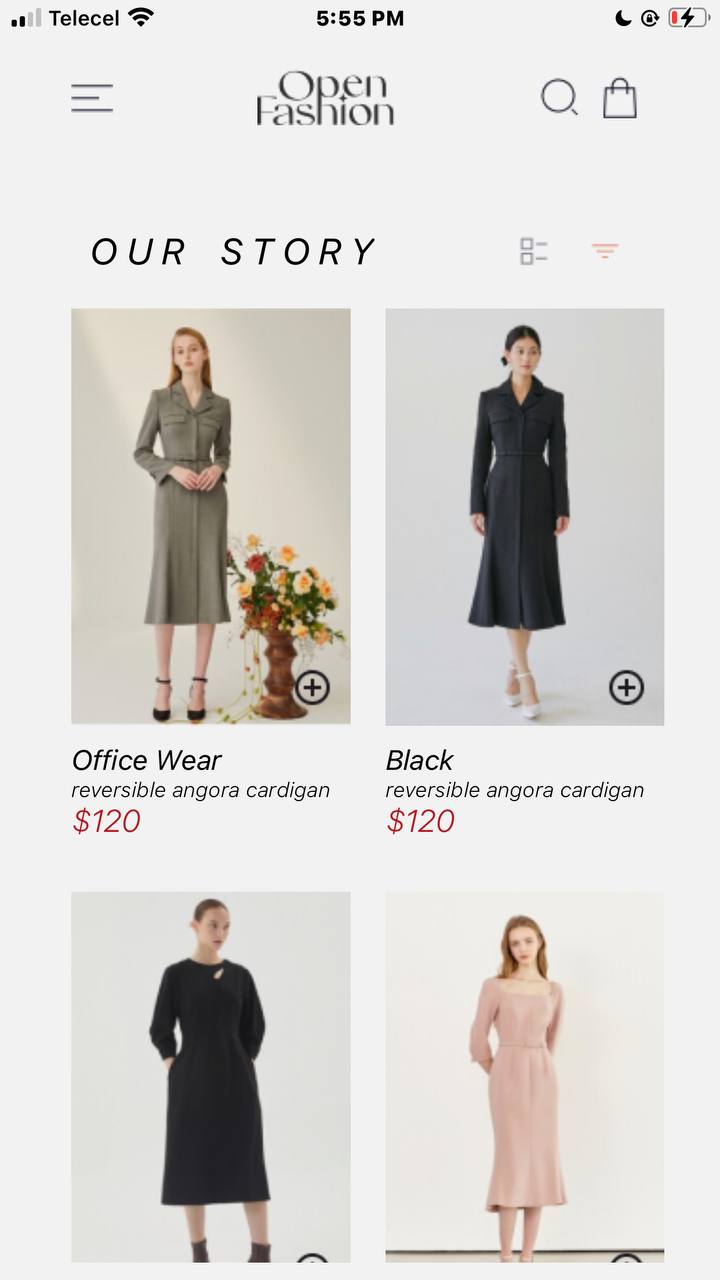 Telecel 5:55 PM
Open
Fashion
OUR STORY
Office Wear
reversible angora cardigan
$120
Black
reversible angora cardigan
$120